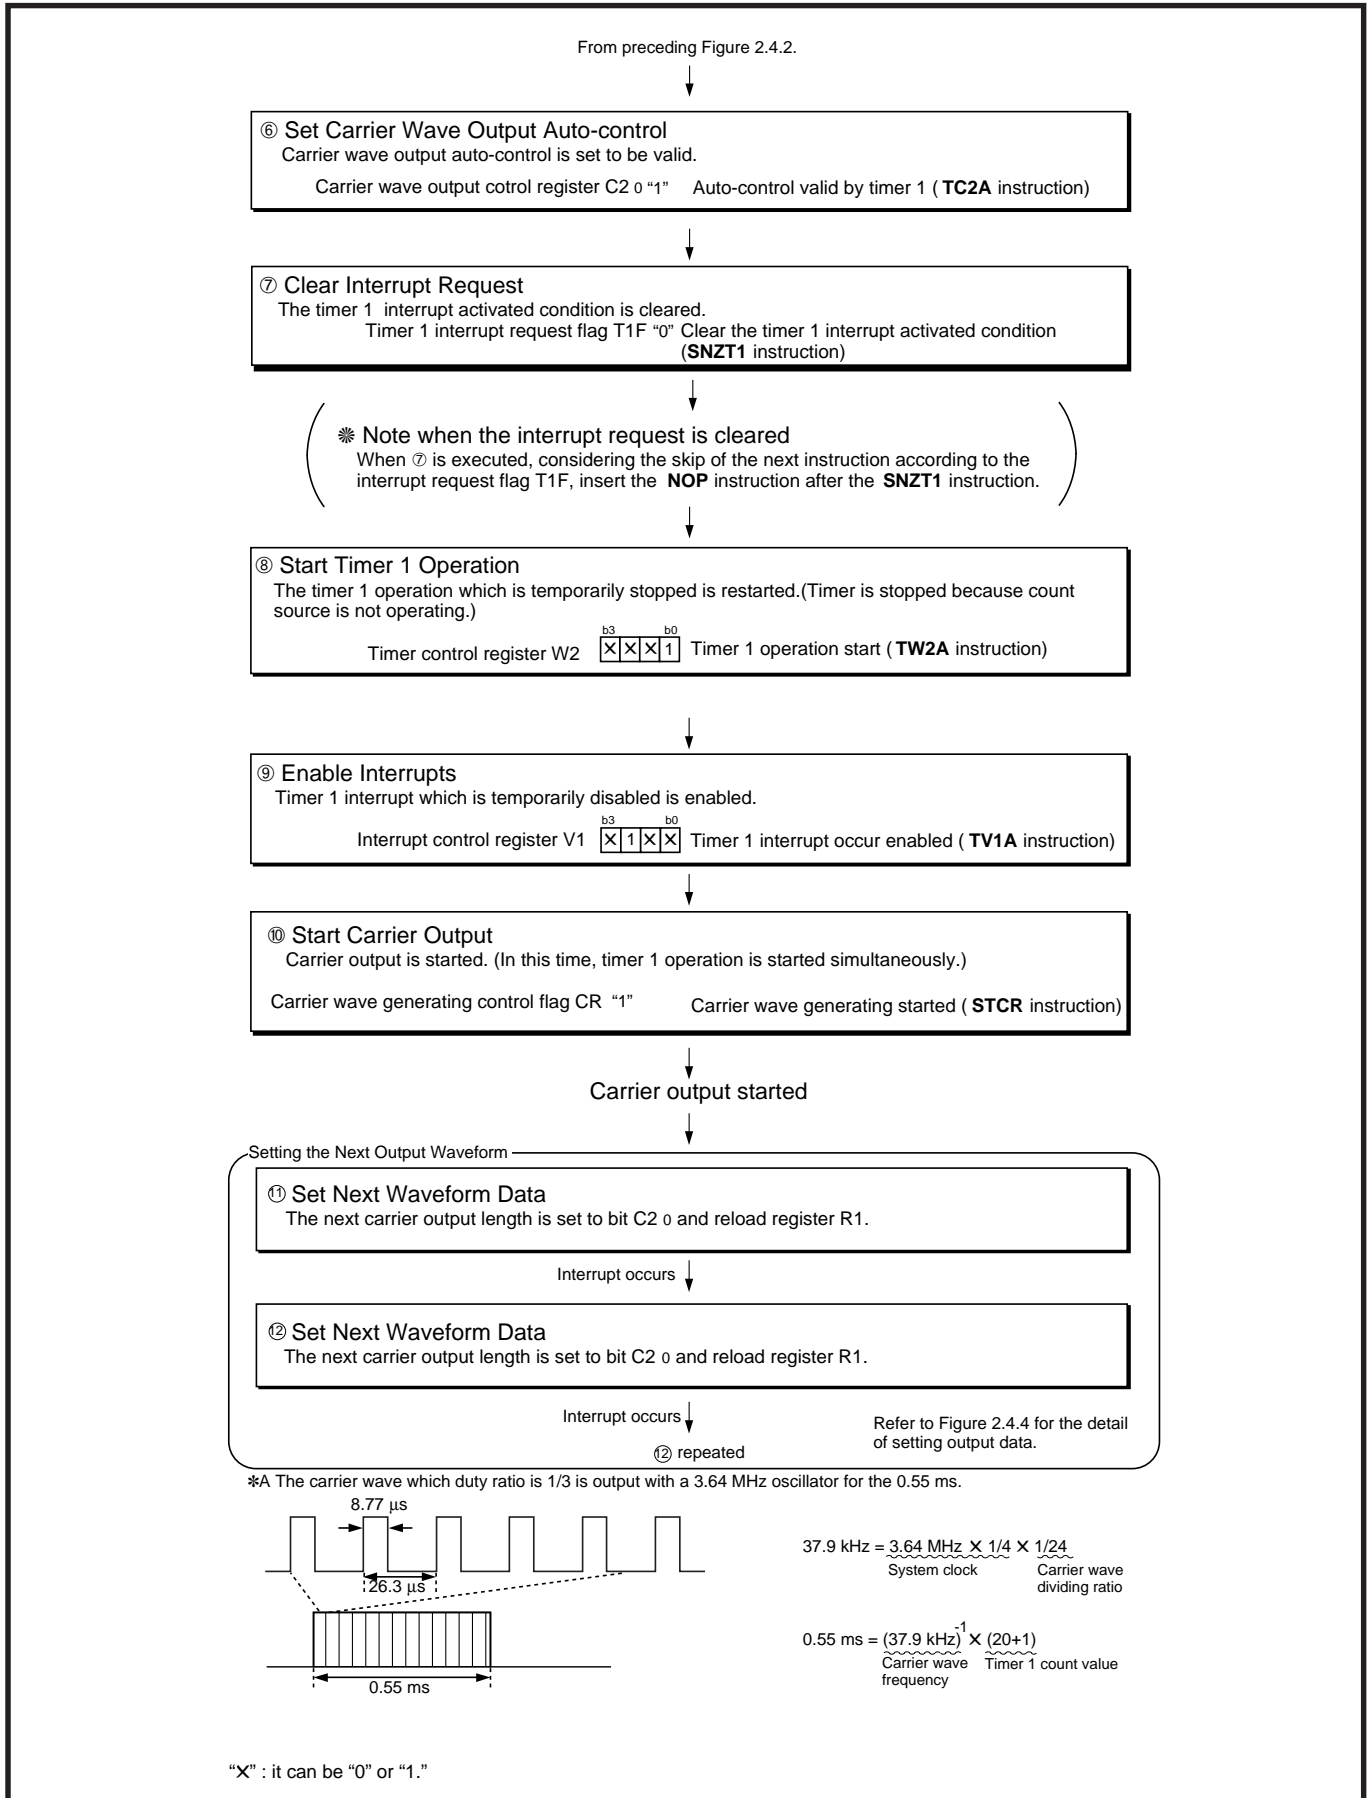 From preceding Figure 2.4.2.
⑥ Set Carrier Wave Output Auto-control
Carrier wave output auto-control is set to be valid.
Carrier wave output cotrol register C2 0 “1” Auto-control valid by timer 1 ( TC2A instruction)
⑦ Clear Interrupt Request
The timer 1 interrupt activated condition is cleared.
Timer 1 interrupt request flag T1F “0” Clear the timer 1 interrupt activated condition
(SNZT1 instruction)
❋ Note when the interrupt request is cleared
When ⑦ is executed, considering the skip of the next instruction according to the
interrupt request flag T1F, insert the NOP instruction after the SNZT1 instruction.
⑧ Start Timer 1 Operation
The timer 1 operation which is temporarily stopped is restarted.(Timer is stopped because count
source is not operating.)
b3 b0
Timer control register W2 ✕ ✕ ✕ 1 Timer 1 operation start ( TW2A instruction)
⑨ Enable Interrupts
Timer 1 interrupt which is temporarily disabled is enabled.
b3 b0
Interrupt control register V1 ✕ 1 ✕ ✕ Timer 1 interrupt occur enabled ( TV1A instruction)
⑩ Start Carrier Output
Carrier output is started. (In this time, timer 1 operation is started simultaneously.)
Carrier wave generating control flag CR “1” Carrier wave generating started ( STCR instruction)
Carrier output started
Setting the Next Output Waveform
⑪ Set Next Waveform Data
The next carrier output length is set to bit C2 0 and reload register R1.
Interrupt occurs
⑫ Set Next Waveform Data
The next carrier output length is set to bit C2 0 and reload register R1.
Interrupt occurs
Refer to Figure 2.4.4 for the detail
of setting output data.
⑫ repeated
✽A The carrier wave which duty ratio is 1/3 is output with a 3.64 MHz oscillator for the 0.55 ms.
8.77 μs
26.3 μs
0.55 ms
37.9 kHz = 3.64 MHz ✕ 1/4 ✕ 1/24
System clock Carrier wave
dividing ratio
0.55 ms = (37.9 kHz)-1 ✕ (20+1)
Carrier wave Timer 1 count value
frequency
“✕” : it can be “0” or “1.”